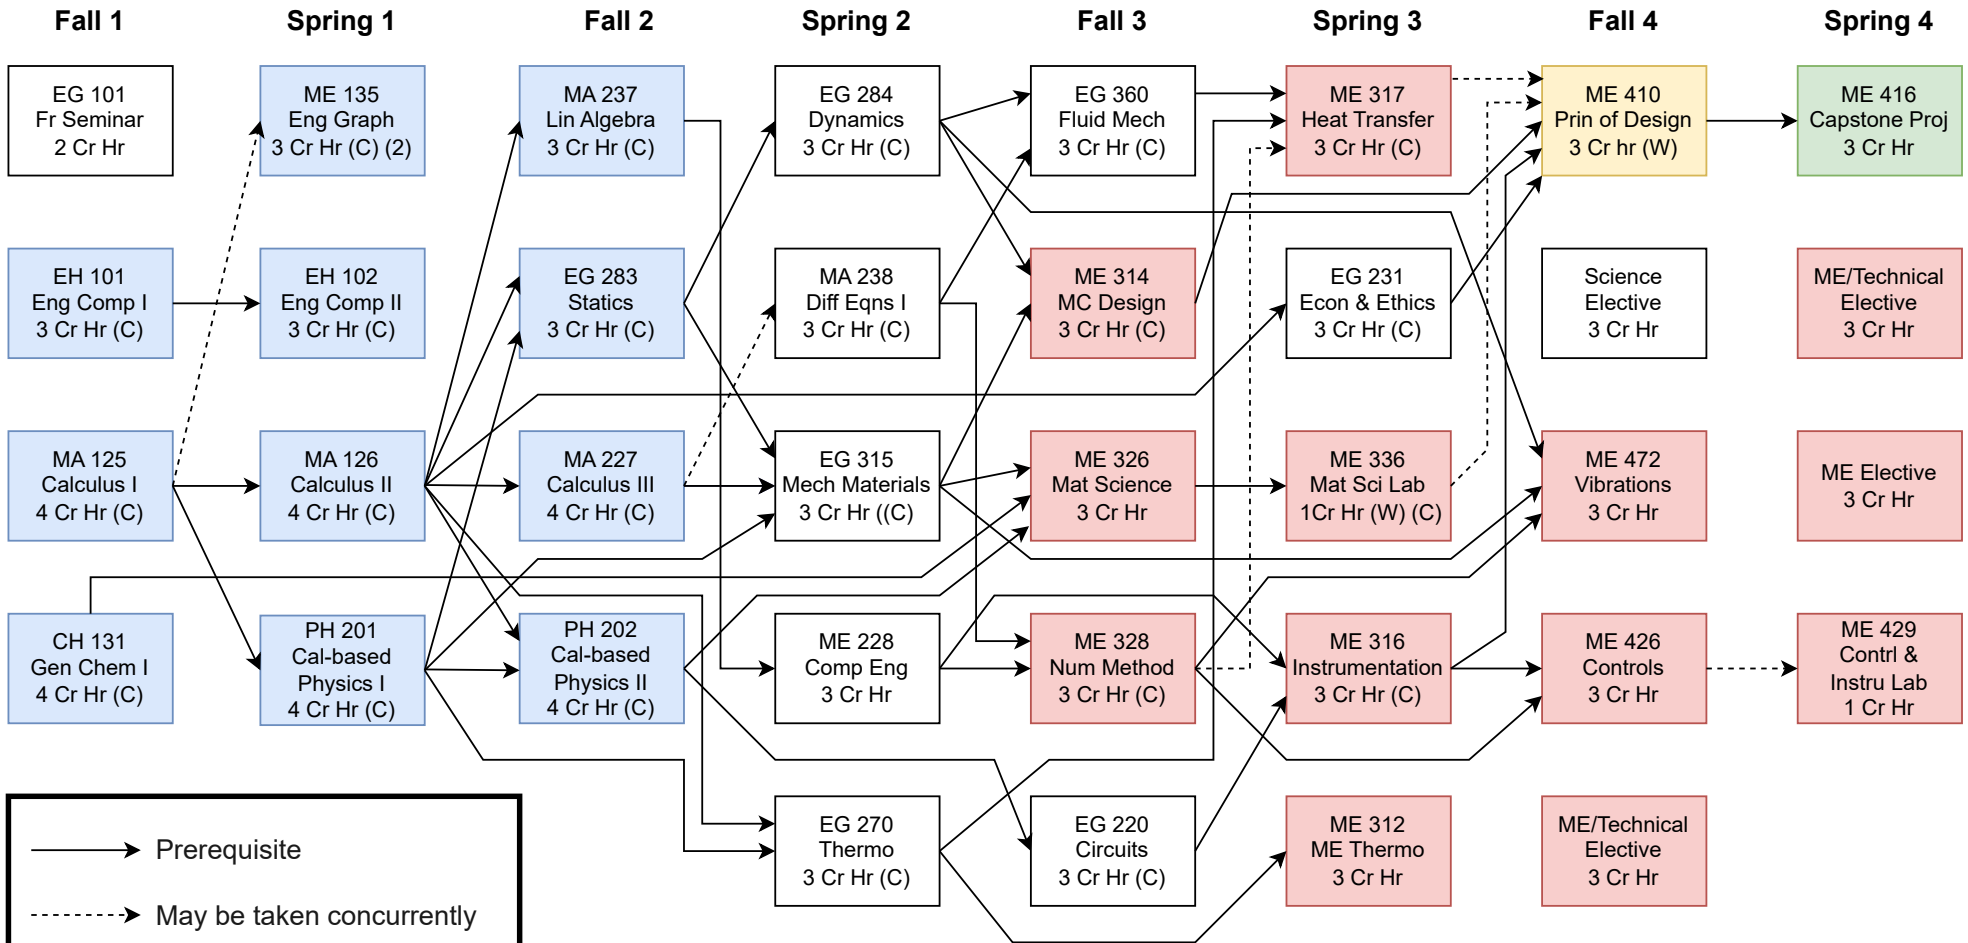 Fall 1
Spring 1
Fall 2
Spring 2
Fall 3
Spring 3
Fall 4
Spring 4
EG 101
Fr Seminar
2 Cr Hr
ME 135
Eng Graph
3 Cr Hr (C) (2)
MA 237
Lin Algebra
3 Cr Hr (C)
EG 284
Dynamics
3 Cr Hr (C)
EG 360
Fluid Mech
3 Cr Hr (C)
ME 317
Heat Transfer
3 Cr Hr (C)
ME 410
Prin of Design
3 Cr hr (W)
ME 416
Capstone Proj
3 Cr Hr
EH 101
Eng Comp I
3 Cr Hr (C)
EH 102
Eng Comp II
3 Cr Hr (C)
EG 283
Statics
3 Cr Hr (C)
MA 238
Diff Eqns I
3 Cr Hr (C)
ME 314
MC Design
3 Cr Hr (C)
EG 231
Econ & Ethics
3 Cr Hr (C)
Science
Elective
3 Cr Hr
ME/Technical
Elective
3 Cr Hr
MA 125
Calculus I
4 Cr Hr (C)
MA 126
Calculus II
4 Cr Hr (C)
MA 227
Calculus III
4 Cr Hr (C)
EG 315
Mech Materials
3 Cr Hr ((C)
ME 326
Mat Science
3 Cr Hr
ME 336
Mat Sci Lab
1Cr Hr (W) (C)
ME 472
Vibrations
3 Cr Hr
ME Elective
3 Cr Hr
CH 131
Gen Chem I
4 Cr Hr (C)
PH 201
Cal-based
Physics I
4 Cr Hr (C)
PH 202
Cal-based
Physics II
4 Cr Hr (C)
ME 228
Comp Eng
3 Cr Hr
ME 328
Num Method
3 Cr Hr (C)
ME 316
Instrumentation
3 Cr Hr (C)
ME 426
Controls
3 Cr Hr
ME 429
Contrl &
Instru Lab
1 Cr Hr
EG 270
Thermo
3 Cr Hr (C)
EG 220
Circuits
3 Cr Hr (C)
ME 312
ME Thermo
3 Cr Hr
ME/Technical
Elective
3 Cr Hr
Prerequisite
May be taken concurrently